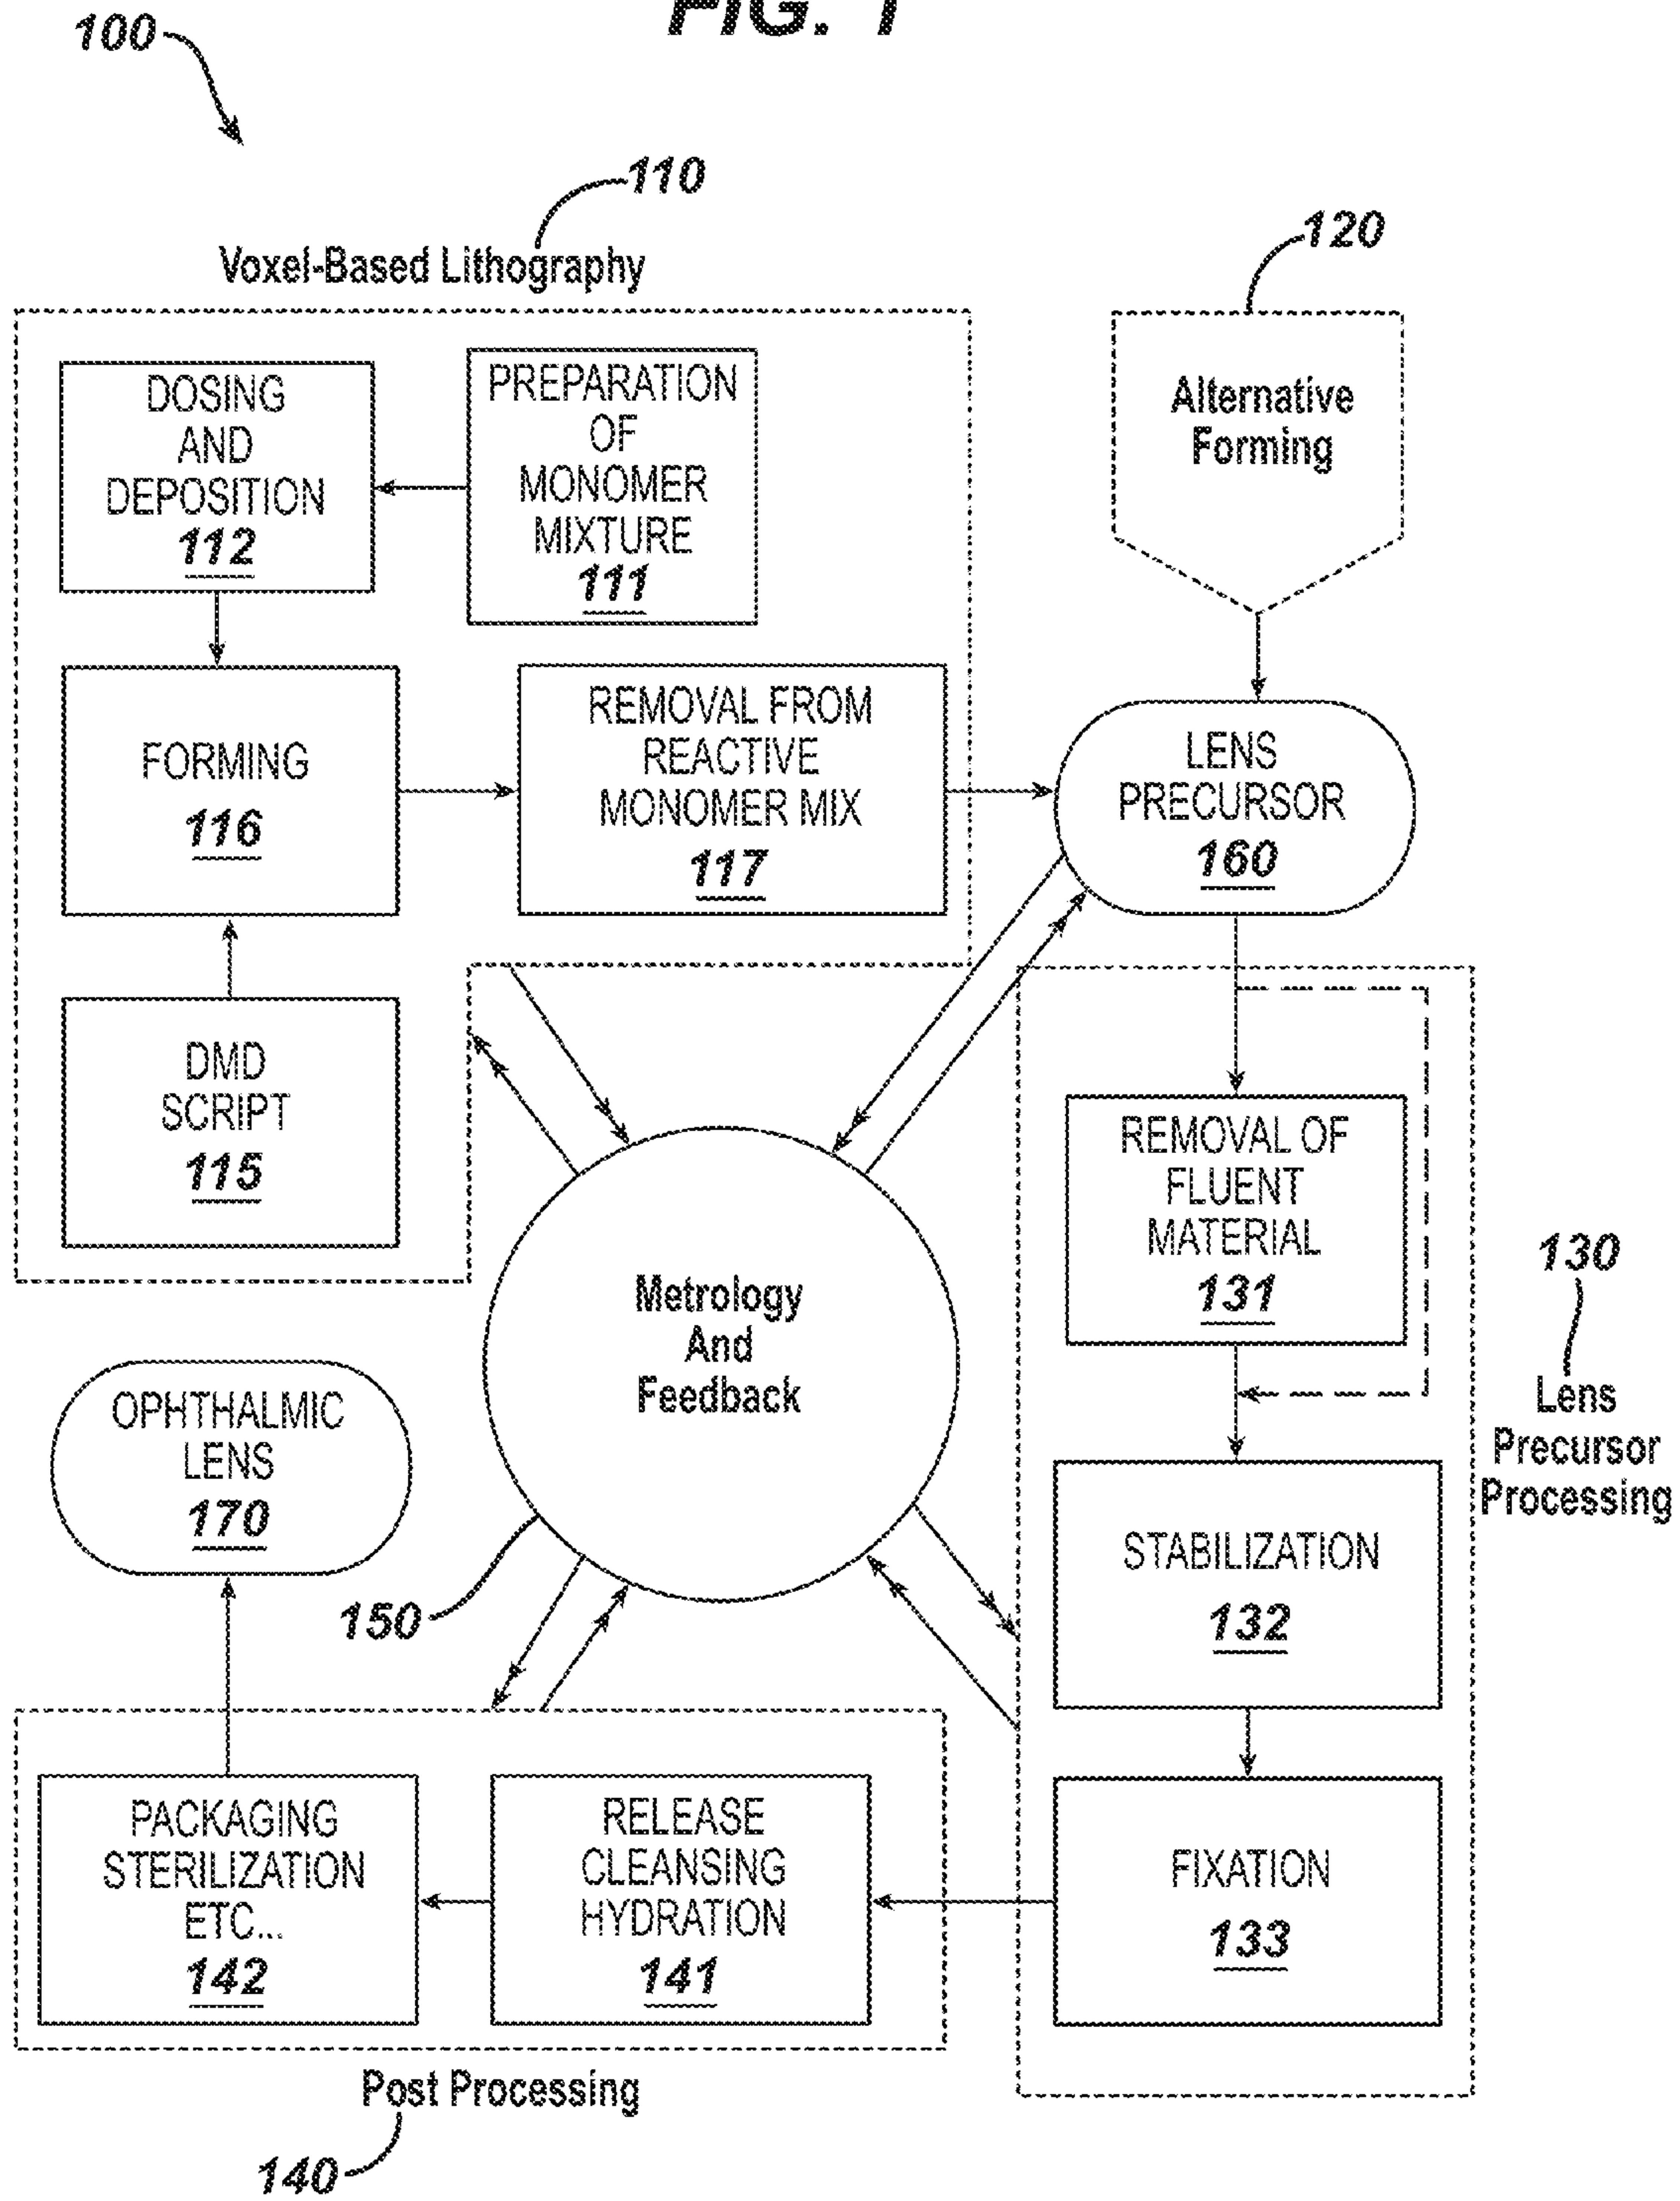 FIG. 1
100
110
Voxel-Based Lithography
120
DOSING
AND
DEPOSITION
112
PREPARATION
OF
MONOMER
MIXTURE
111
Alternative
Forming
FORMING
116
REMOVAL FROM
REACTIVE
MONOMER MIX
117
LENS
PRECURSOR
160
DMD
SCRIPT
115
REMOVAL OF
FLUENT
MATERIAL
131
130
Lens
Precursor
Processing
Metrology
And
Feedback
150
OPHTHALMIC
LENS
170
STABILIZATION
132
PACKAGING
STERILIZATION
ETC...
142
RELEASE
CLEANSING
HYDRATION
141
FIXATION
133
Post Processing
140